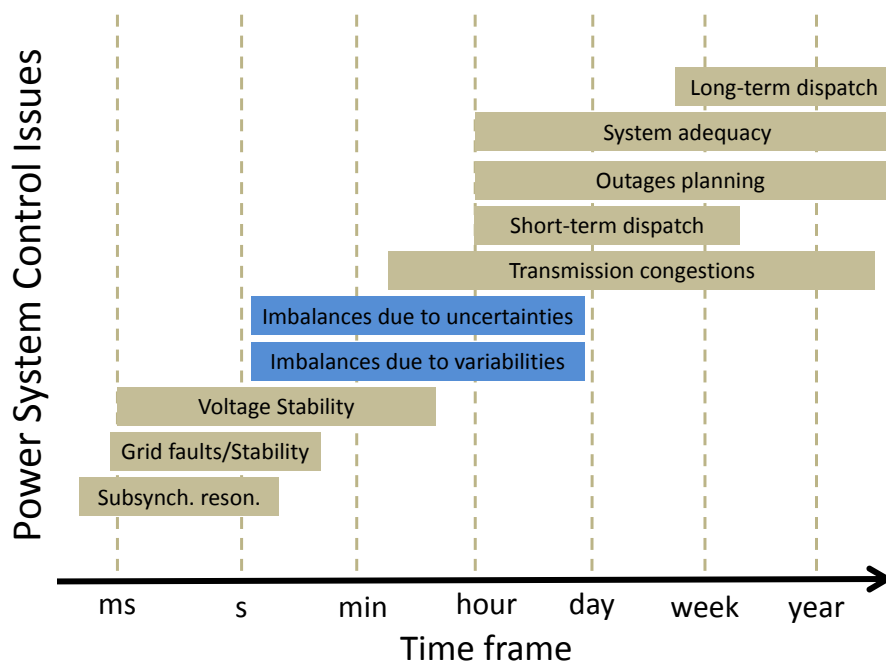 Power System Control Issues
Long-term dispatch
System adequacy
Outages planning
Short-term dispatch
Transmission congestions
Imbalances due to uncertainties
Imbalances due to variabilities
Voltage Stability
Grid faults/Stability
Subsynch. reson.
ms s min hour day week year
Time frame